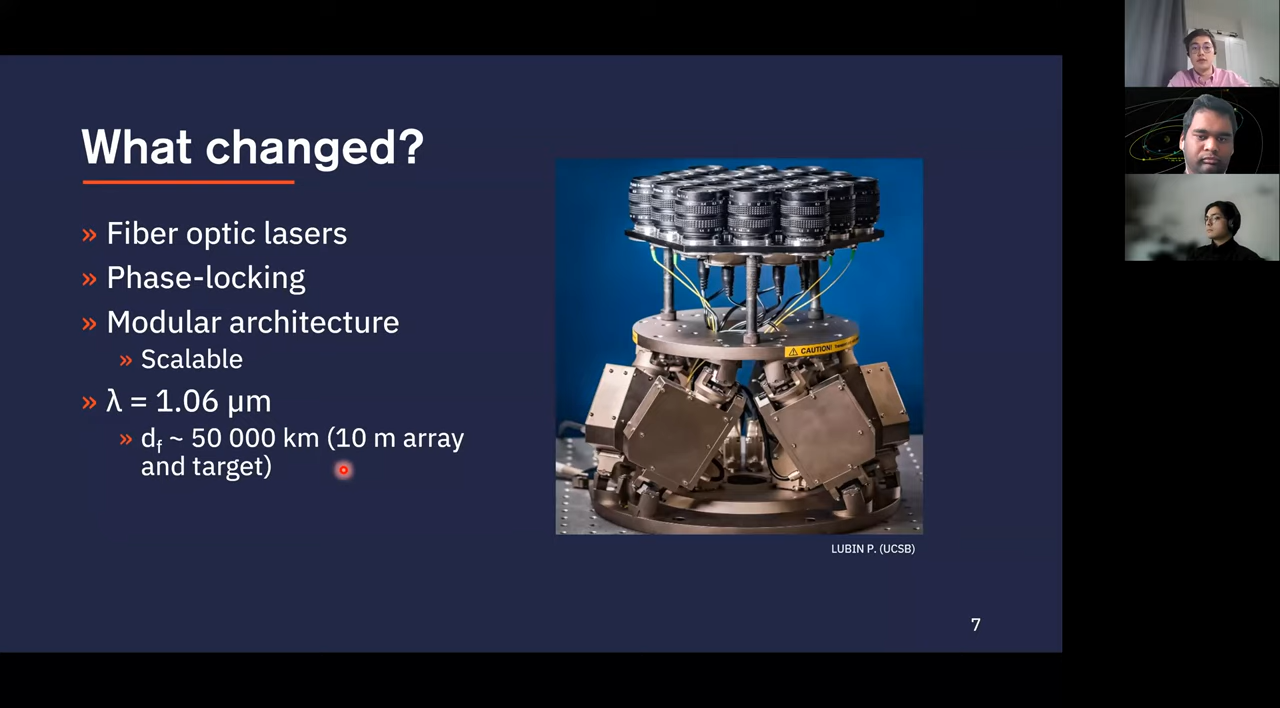 What changed?
» Fiber optic lasers
» Phase-locking
» Modular architecture
» Scalable
» λ = 1.06 µm
» df ~ 50 000 km (10 m array
and target)
CAUTION!
LUBIN P. (UCSB)
7